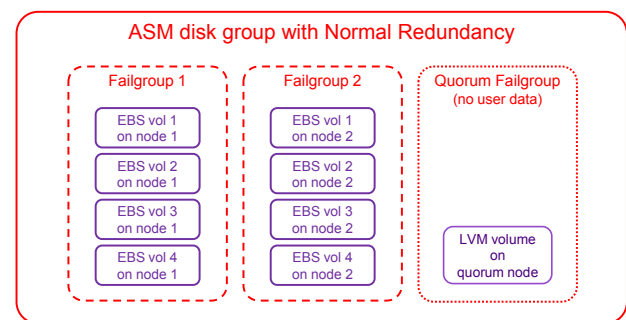 ASM disk group with Normal Redundancy
Failgroup 1
EBS vol 1
on node 1
EBS vol 2
on node 1
EBS vol 3
on node 1
EBS vol 4
on node 1
Failgroup 2
EBS vol 1
on node 2
EBS vol 2
on node 2
EBS vol 3
on node 2
EBS vol 4
on node 2
Quorum Failgroup
(no user data)
LVM volume
on
quorum node